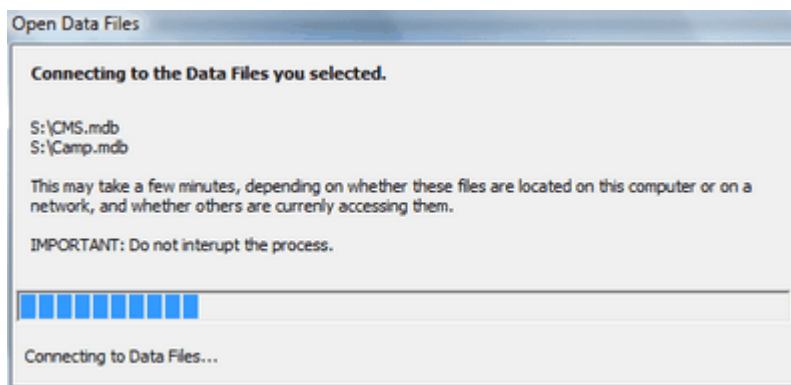 Open Data Files
Connecting to the Data Files you selected.
S:\CMS.mdb
S:\Camp.mdb
This may take a few minutes, depending on whether these files are located on this computer or on a
network, and whether others are currenly accessing them.
IMPORTANT: Do not interupt the process.
Connecting to Data Files...